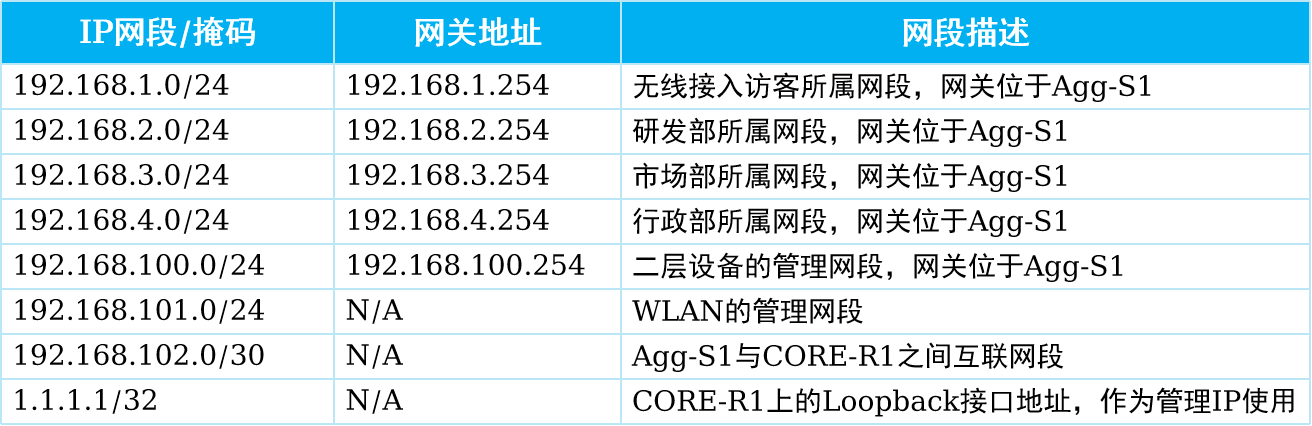 IP网段/掩码 网关地址 网段描述
192.168.1.0/24 192.168.1.254 无线接入访客所属网段，网关位于Agg-S1
192.168.2.0/24 192.168.2.254 研发部所属网段，网关位于Agg-S1
192.168.3.0/24 192.168.3.254 市场部所属网段，网关位于Agg-S1
192.168.4.0/24 192.168.4.254 行政部所属网段，网关位于Agg-S1
192.168.100.0/24 192.168.100.254 二层设备的管理网段，网关位于Agg-S1
192.168.101.0/24 N/A WLAN的管理网段
192.168.102.0/30 N/A Agg-S1与CORE-R1之间互联网段
1.1.1.1/32 N/A CORE-R1上的Loopback接口地址，作为管理IP使用